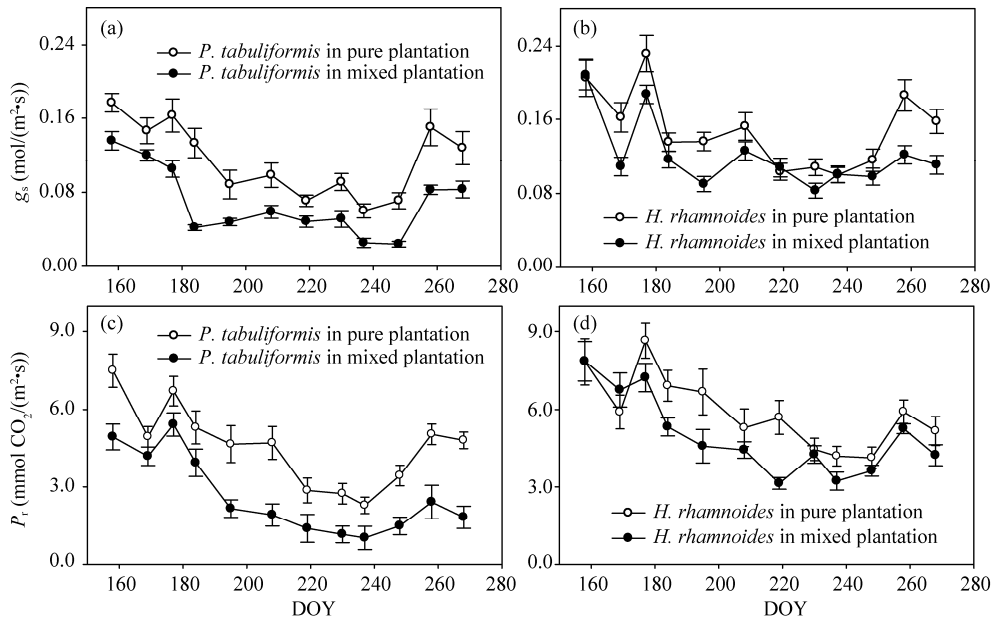 (a)
P. tabuliformis in pure plantation
P. tabuliformis in mixed plantation
0.24
0.16
0.08
0.00
gs (mol/(m²•s))
160 180 200 220 240 260 280
(b)
0.24
0.16
0.08
0.00
H. rhamnoides in pure plantation
H. rhamnoides in mixed plantation
160 180 200 220 240 260 280
(c)
P. tabuliformis in pure plantation
P. tabuliformis in mixed plantation
9.0
6.0
3.0
0.0
Pr (mmol CO₂/(m²•s))
160 180 200 220 240 260 280
DOY
(d)
9.0
6.0
3.0
0.0
H. rhamnoides in pure plantation
H. rhamnoides in mixed plantation
160 180 200 220 240 260 280
DOY